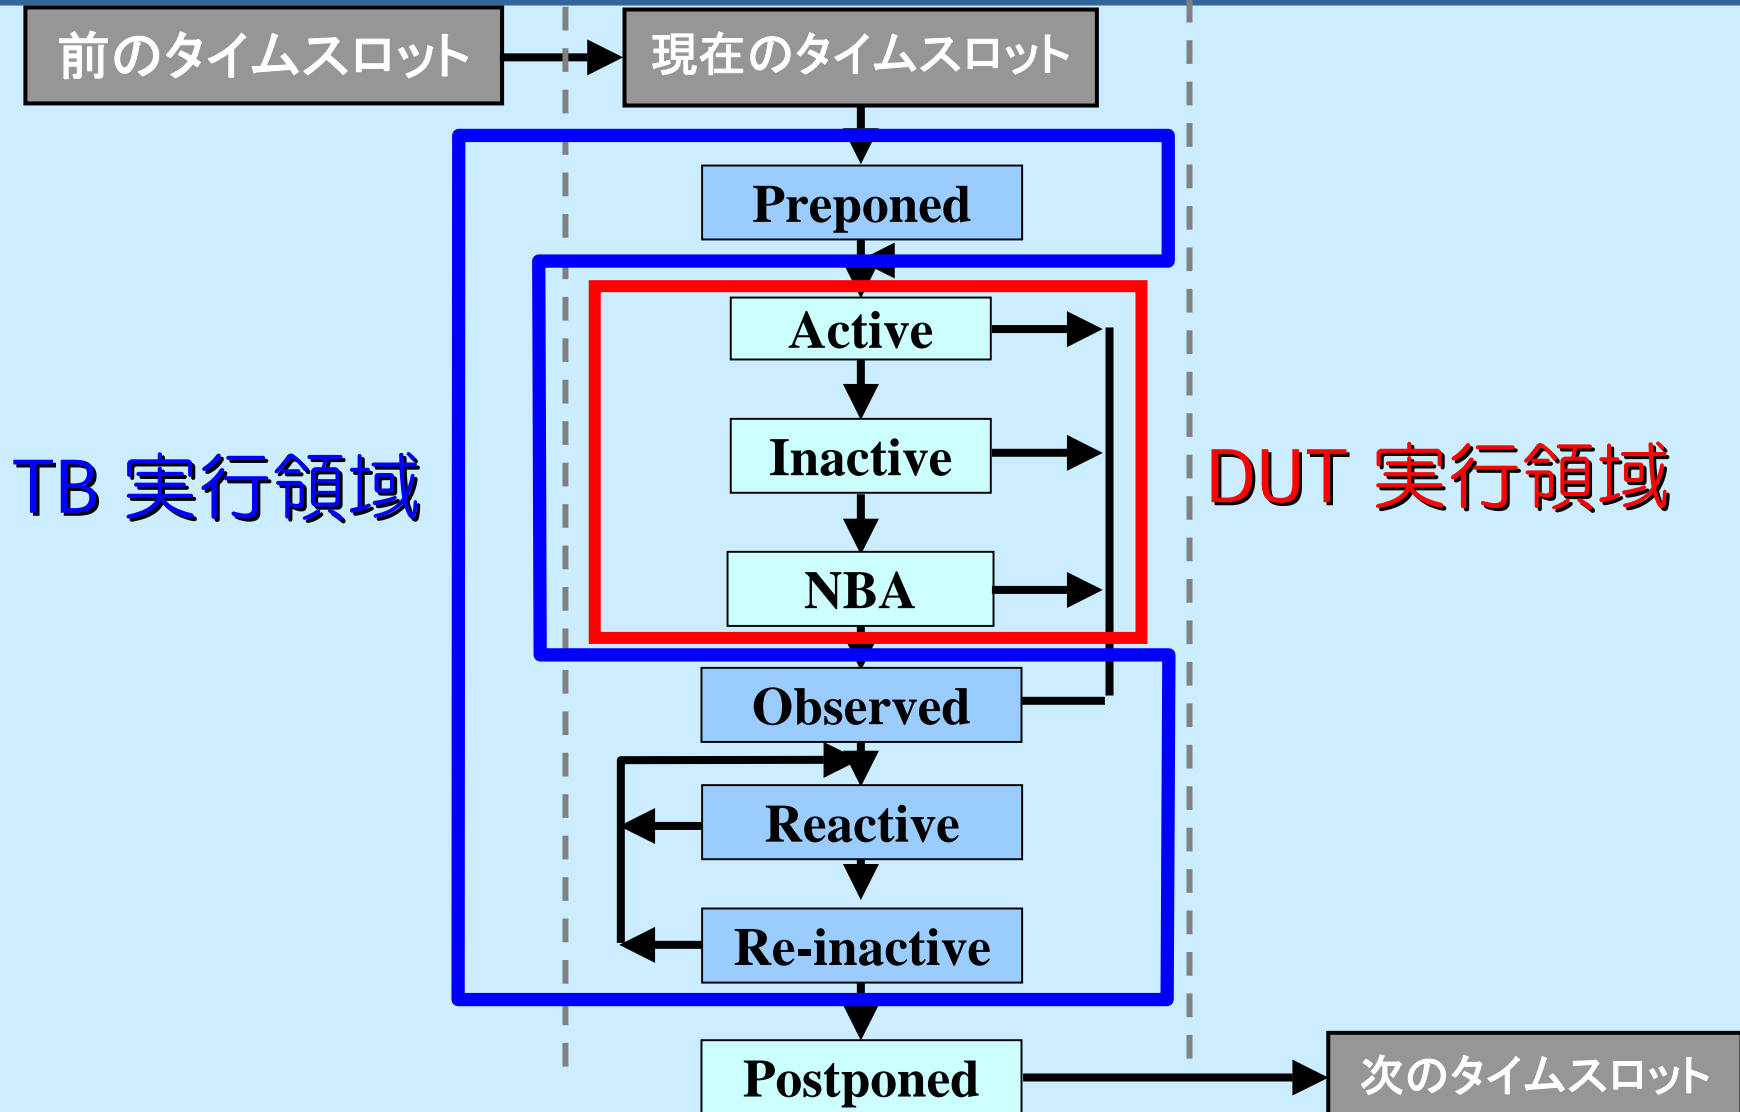 前のタイムスロット
現在のタイムスロット
Preponed
Active
Inactive
TB 実行領域
DUT 実行領域
NBA
Observed
Reactive
Re-inactive
Postponed
次のタイムスロット